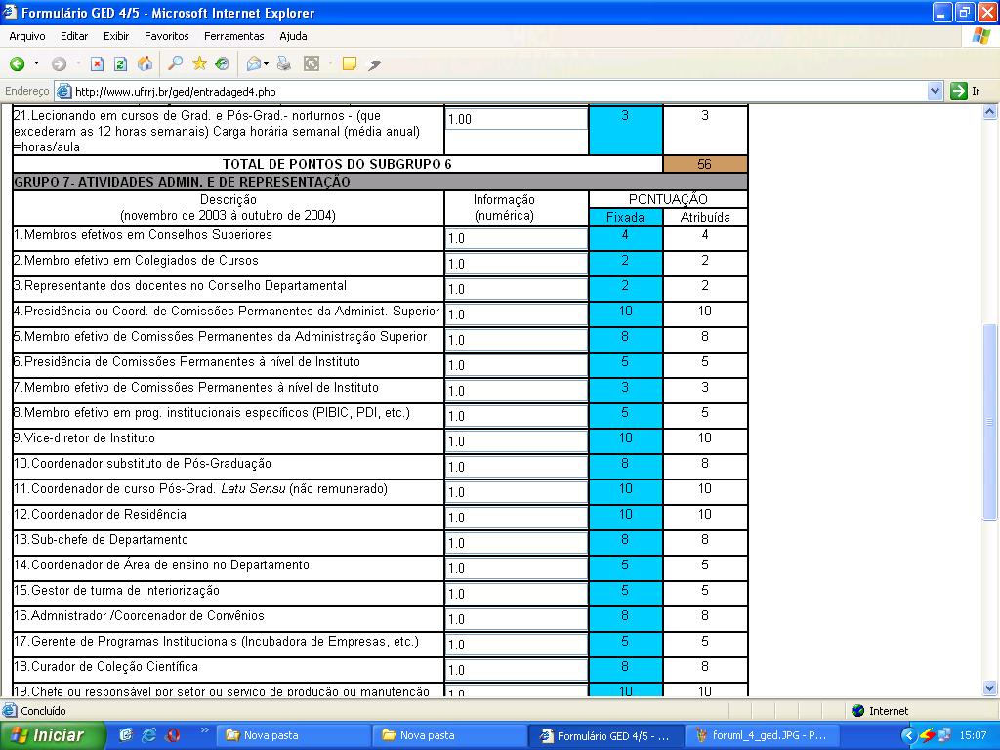 Formulário GED 4/5 - Microsoft Internet Explorer
Arquivo Editar Exibir Favoritos Ferramentas Ajuda
Endereço http://www.ufrrj.br/ged/entradaged4.php Ir
21.Lecionando em cursos de Grad. e Pós-Grad.- norturnos - (que
excederam as 12 horas semanais) Carga horária semanal (média anual)
=horas/aula
1.00 3 3
TOTAL DE PONTOS DO SUBGRUPO 6 56
GRUPO 7- ATIVIDADES ADMIN. E DE REPRESENTAÇÃO
Descrição
(novembro de 2003 à outubro de 2004)
Informação
(numérica)
PONTUAÇÃO
Fixada Atribuída
1.Membros efetivos em Conselhos Superiores 1.0 4 4
2.Membro efetivo em Colegiados de Cursos 1.0 2 2
3.Representante dos docentes no Conselho Departamental 1.0 2 2
4.Presidência ou Coord. de Comissões Permanentes da Administ. Superior 1.0 10 10
5.Membro efetivo de Comissões Permanentes da Administração Superior 1.0 8 8
6.Presidência de Comissões Permanentes à nível de Instituto 1.0 5 5
7.Membro efetivo de Comissões Permanentes à nível de Instituto 1.0 3 3
8.Membro efetivo em prog. institucionais específicos (PIBIC, PDI, etc.) 1.0 5 5
9.Vice-diretor de Instituto 1.0 10 10
10.Coordenador substituto de Pós-Graduação 1.0 8 8
11.Coordenador de curso Pós-Grad. Latu Sensu (não remunerado) 1.0 10 10
12.Coordenador de Residência 1.0 10 10
13.Sub-chefe de Departamento 1.0 8 8
14.Coordenador de Área de ensino no Departamento 1.0 5 5
15.Gestor de turma de Interiorização 1.0 5 5
16.Admnistrador /Coordenador de Convênios 1.0 8 8
17.Gerente de Programas Institucionais (Incubadora de Empresas, etc.) 1.0 5 5
18.Curador de Coleção Científica 1.0 8 8
19.Chefe ou responsável por setor ou serviço de produção ou manutenção 1.0 10 10
Concluído Internet
Iniciar » Nova pasta Nova pasta Formulário GED 4/5 - ... foruml_4_ged.JPG - P... 15:07